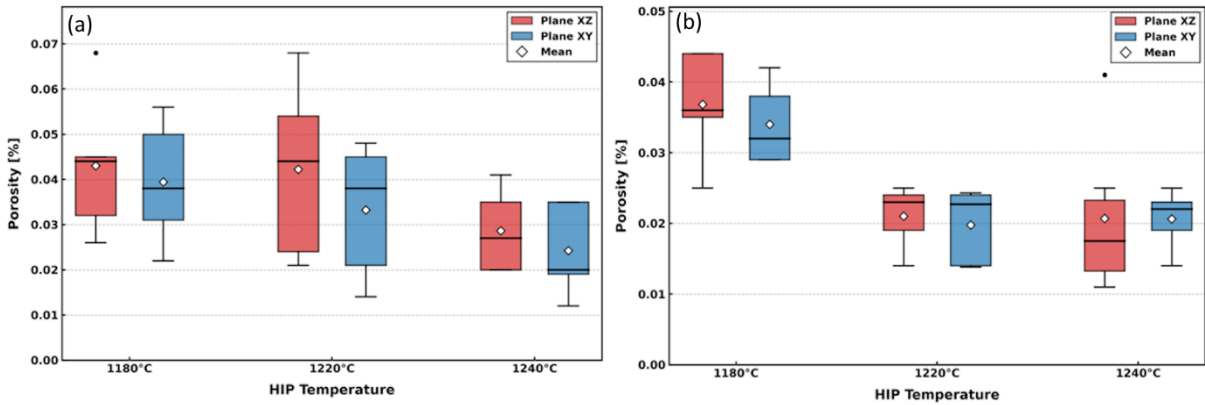 (a)
Plane XZ
Plane XY
Mean
Porosity [%]
0.07
0.06
0.05
0.04
0.03
0.02
0.01
0.00
1180°C
1220°C
1240°C
HIP Temperature
(b)
Plane XZ
Plane XY
Mean
Porosity [%]
0.05
0.04
0.03
0.02
0.01
0.00
1180°C
1220°C
1240°C
HIP Temperature